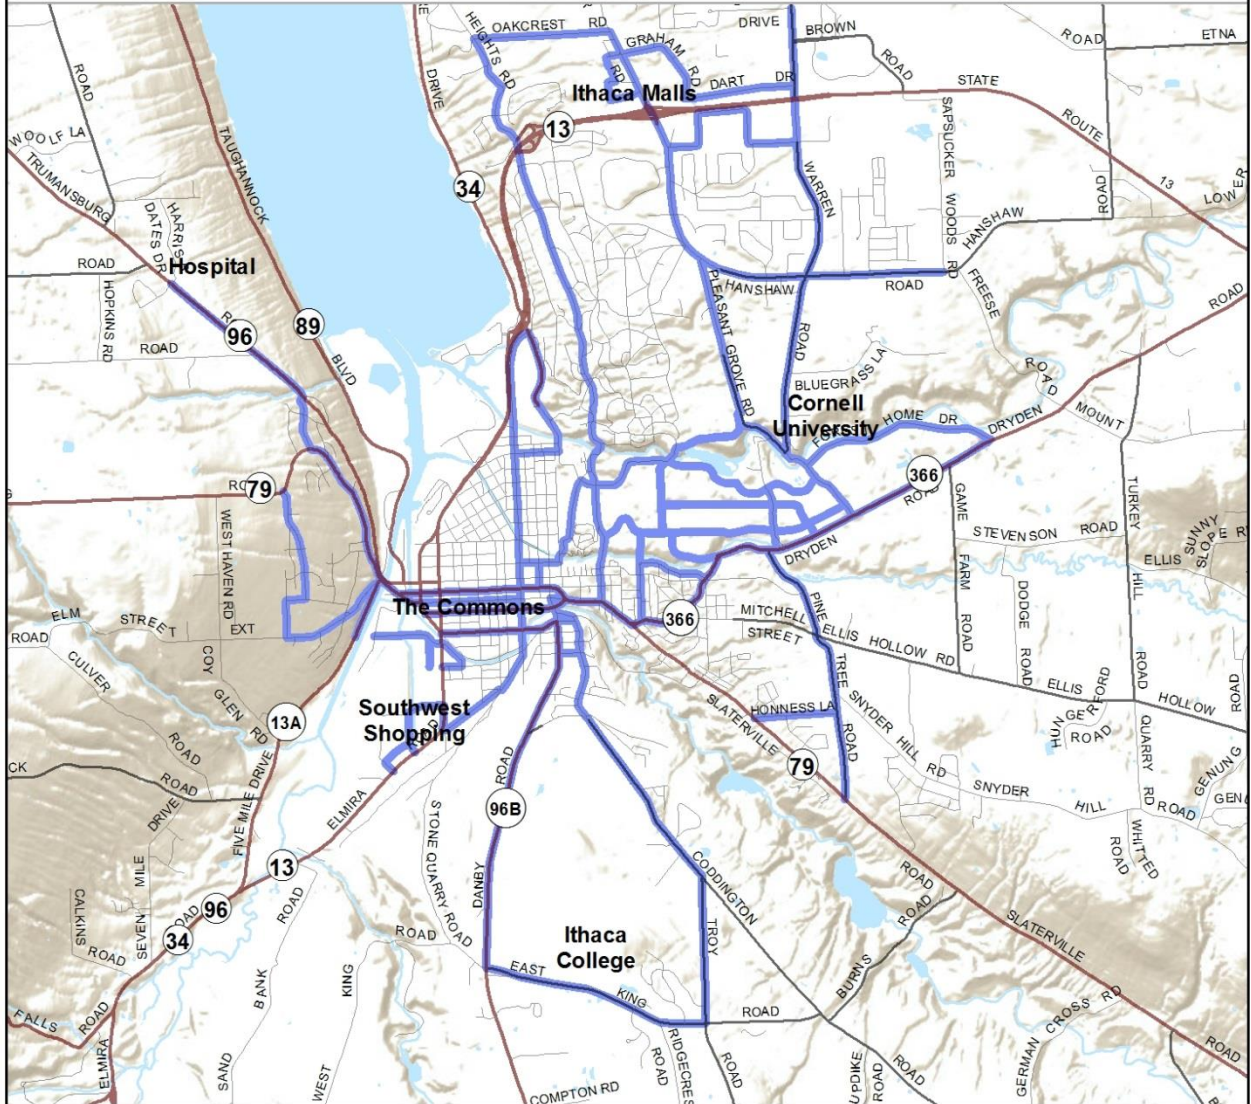 OAKCREST RD
DRIVE
BROWN
ROAD
ROAD
ETNA
HEIGHTS RD
GRAHAM
RD
RD
DART DR
ROAD
DRIVE
STATE
ROUTE
13
LOWER
Ithaca Malls
13
WOOLF LA
TRUMANSBURG
TAUGHANNOCK
34
SAPSUCKER
WOODS RD
WARREN
ROAD
HANSHAW
HARRIS
DATES DR
Hospital
ROAD
HOPKINS RD
PLEASANT GROVE RD
HANSHAW
ROAD
FREESE
ROAD
ROAD
96
89
BLVD
ROAD
ROAD
BLUEGRASS LA
Cornell
University
HOME DR
DRYDEN
MOUNT
79
366
ROAD
WEST HAVEN RD
GAME
FARM
ROAD
STEVENSON ROAD
TURKEY
HILL
ROAD
SUNNY
SLOPE R
ELLIS
DRYDEN
ELM
STREET
EXT
ROAD
The Commons
366
MITCHELL
STREET
PINE
TREE
ROAD
ELLIS HOLLOW RD
DODGE
ROAD
ELLIS
HOLLOW
ROAD
CULVER
ROAD
COY
GLEN
RD
Southwest
Shopping
13A
SLATERVILLE
HONNESS LA
SNYDER
HILL
RD
ROAD
QUARRY
RD
GENUNG
79
SNYDER
HILL
ROAD
CK
ROAD
DRIVE
FIVE MILE DRIVE
ELMIRA
ROAD
96B
STONE QUARRY ROAD
WHITTED
ROAD
13
DANBY
CODDINGTON
ROAD
ROAD
96
34
CALKINS
ROAD
SEVEN MILE
ROAD
ROAD
Ithaca
College
TROY
SLATERVILLE
EAST
KING
ROAD
BURNS
BANK
KING
FALLS
ROAD
ELMIRA
SAND
WEST
COMPTON RD
RIDGECRES
ROAD
ROAD
UPDIKE
ROAD
ROAD
GERMAN
CROSS RD
ROAD